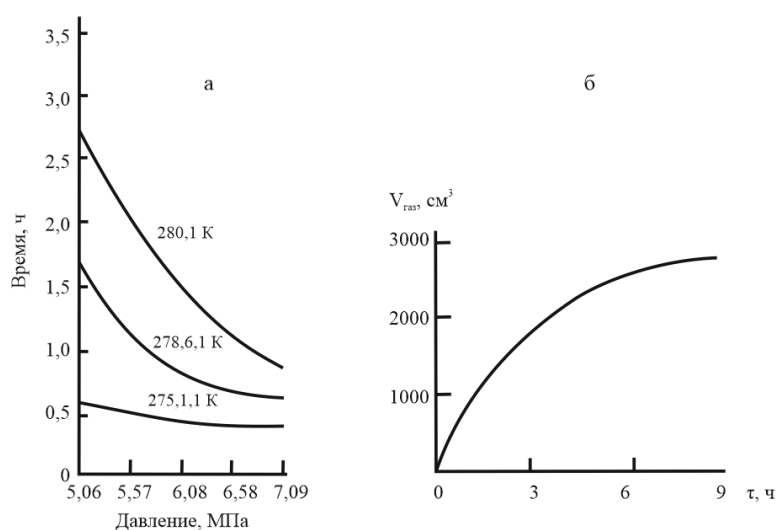 3,5
а
б
3,0
2,5
Vгаз, см³
2,0
280,1 К
3000
Время, ч
1,5
2000
278,6,1 К
1,0
275,1,1 К
1000
0,5
0
5,06 5,57 6,08 6,58 7,09
0 3 6 9 τ, ч
Давление, МПа